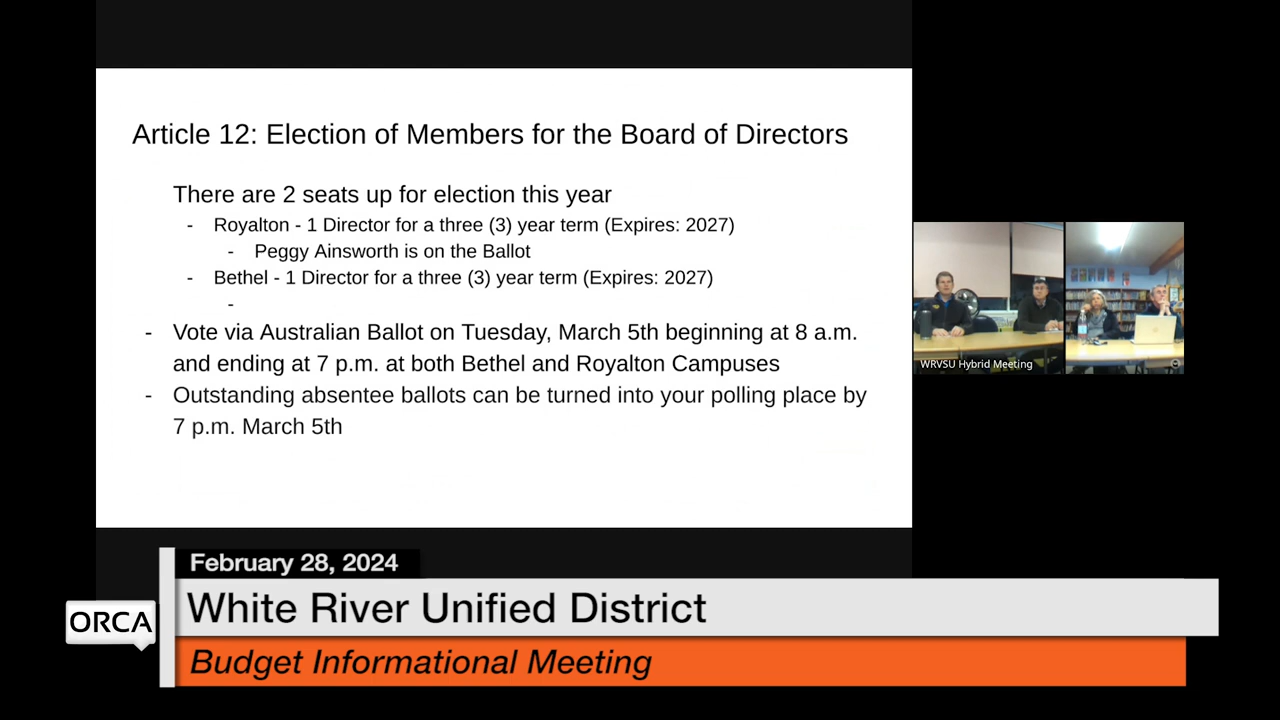 Article 12: Election of Members for the Board of Directors
There are 2 seats up for election this year
- Royalton - 1 Director for a three (3) year term (Expires: 2027)
- Peggy Ainsworth is on the Ballot
- Bethel - 1 Director for a three (3) year term (Expires: 2027)
-
- Vote via Australian Ballot on Tuesday, March 5th beginning at 8 a.m.
and ending at 7 p.m. at both Bethel and Royalton Campuses
- Outstanding absentee ballots can be turned into your polling place by
7 p.m. March 5th
WRVSU Hybrid Meeting
February 28, 2024
ORCA
White River Unified District
Budget Informational Meeting